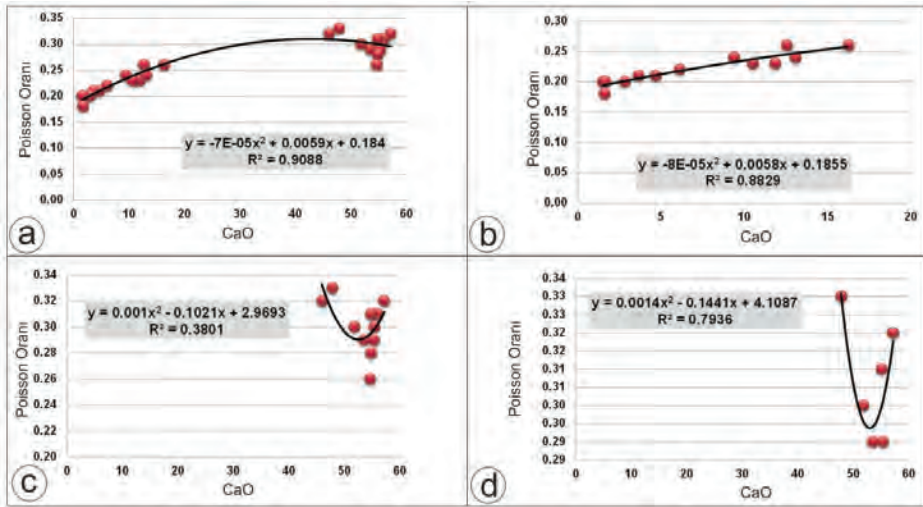 0.35
0.30
0.25
0.20
0.15
0.10
0.05
0.00
Poisson Oranı
y = -7E-05x² + 0.0059x + 0.184
R² = 0.9088
0 10 20 30 40 50 60
CaO
a
0.35
0.30
0.25
0.20
0.15
0.10
0.05
0.00
Poisson Oranı
y = -8E-05x² + 0.0058x + 0.1855
R² = 0.8829
0 5 10 15 20
CaO
b
0.34
0.32
0.30
0.28
0.26
0.24
0.22
0.20
Poisson Oranı
y = 0.001x² - 0.1021x + 2.9693
R² = 0.3801
0 10 20 30 40 50 60
CaO
c
0.34
0.33
0.33
0.32
0.32
0.31
0.31
0.30
0.30
0.29
0.29
Poisson Oranı
y = 0.0014x² - 0.1441x + 4.1087
R² = 0.7936
0 10 20 30 40 50 60
CaO
d